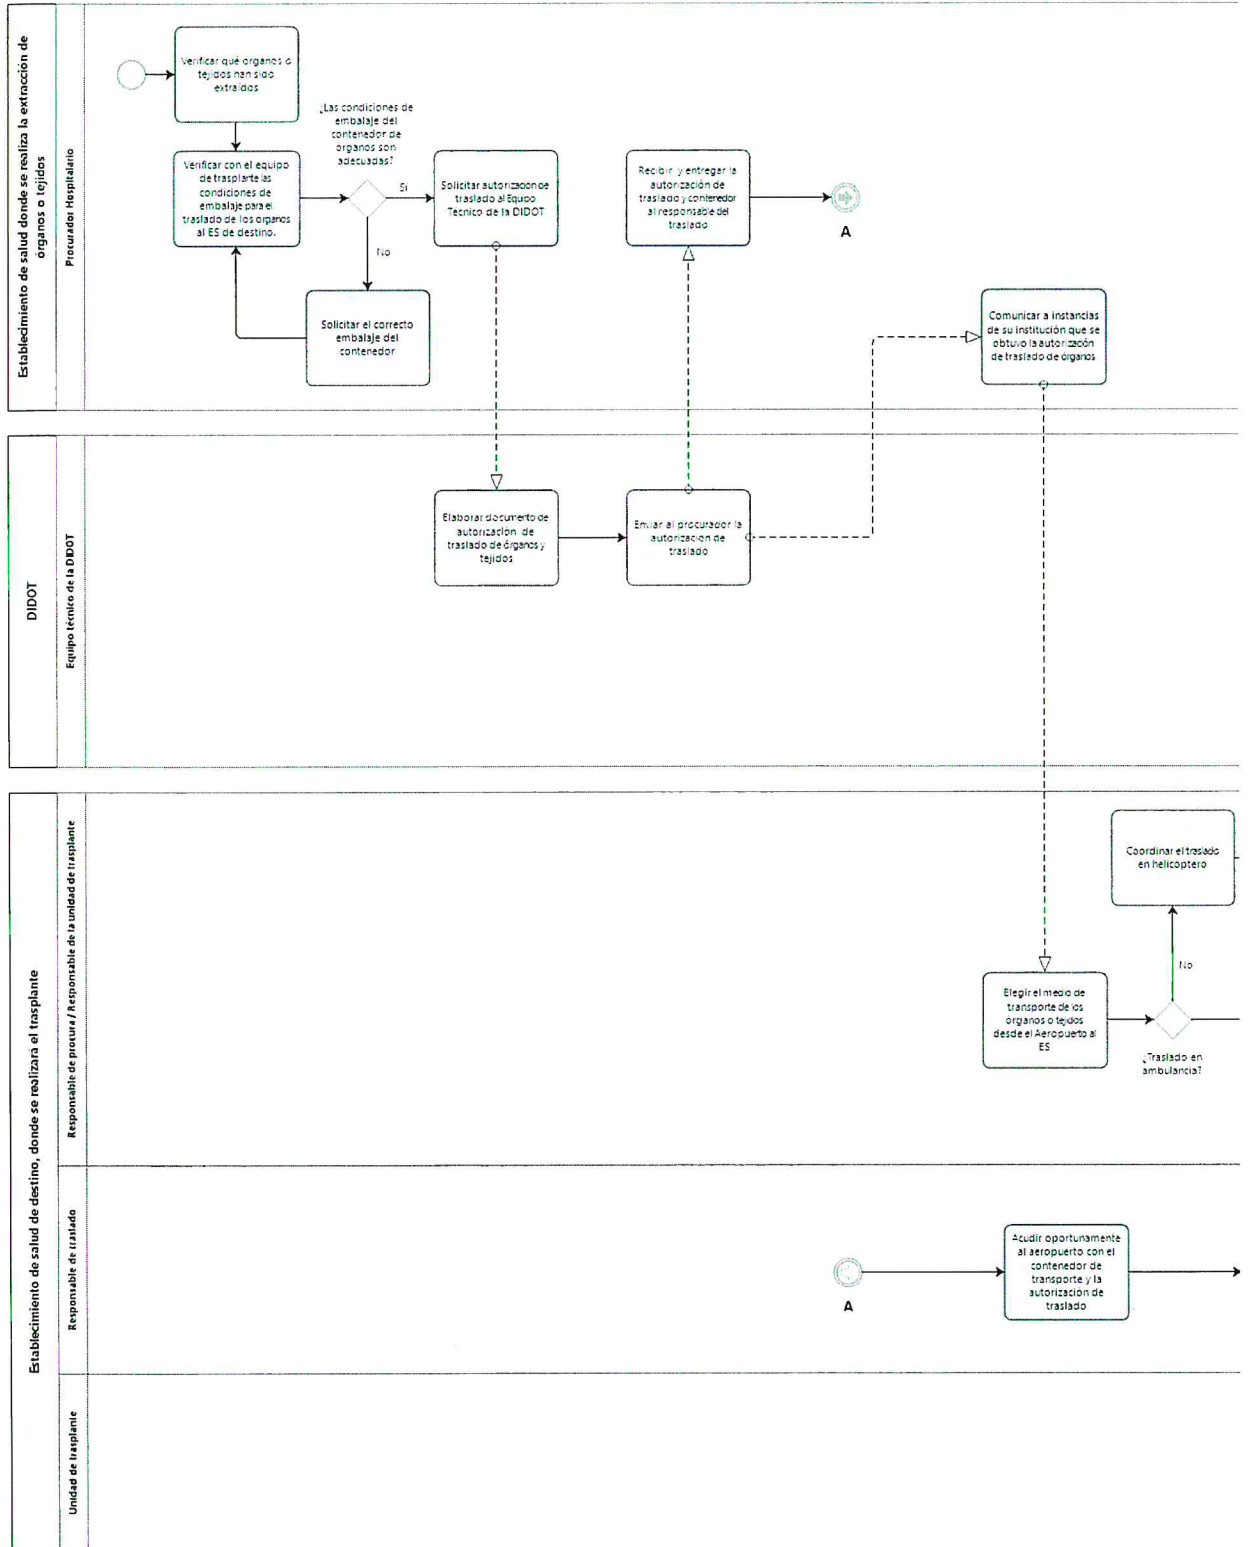 Establecimiento de salud donde se realiza la extracción de
órganos o tejidos
Procurador Hospitalario
Verificar qué órganos o
tejidos han sido
extraídos
Verificar con el equipo
de trasplante las
condiciones de
embalaje para el
traslado de los órganos
al ES de destino.
¿Las condiciones de
embalaje del
contenedor de
órganos son
adecuadas?
Si
No
Solicitar el correcto
embalaje del
contenedor
Solicitar autorización de
traslado al Equipo
Técnico de la DIDOT
Recibir y entregar la
autorización de
traslado y contenedor
al responsable del
traslado
A
Comunicar a instancias
de su institución que se
obtuvo la autorización
de traslado de órganos
DIDOT
Equipo técnico de la DIDOT
Elaborar documento de
autorización de
traslado de órganos y
tejidos
Enviar al procurador la
autorización de
traslado
Establecimiento de salud de destino, donde se realizara el trasplante
Responsable de procura / Responsable de la unidad de trasplante
Coordinar el traslado
en helicoptero
No
Elegir el medio de
transporte de los
órganos o tejidos
desde el Aeropuerto al
ES
¿Traslado en
ambulancia?
Responsable de traslado
A
Acudir oportunamente
al aeropuerto con el
contenedor de
transporte y la
autorización de
traslado
Unidad de trasplante